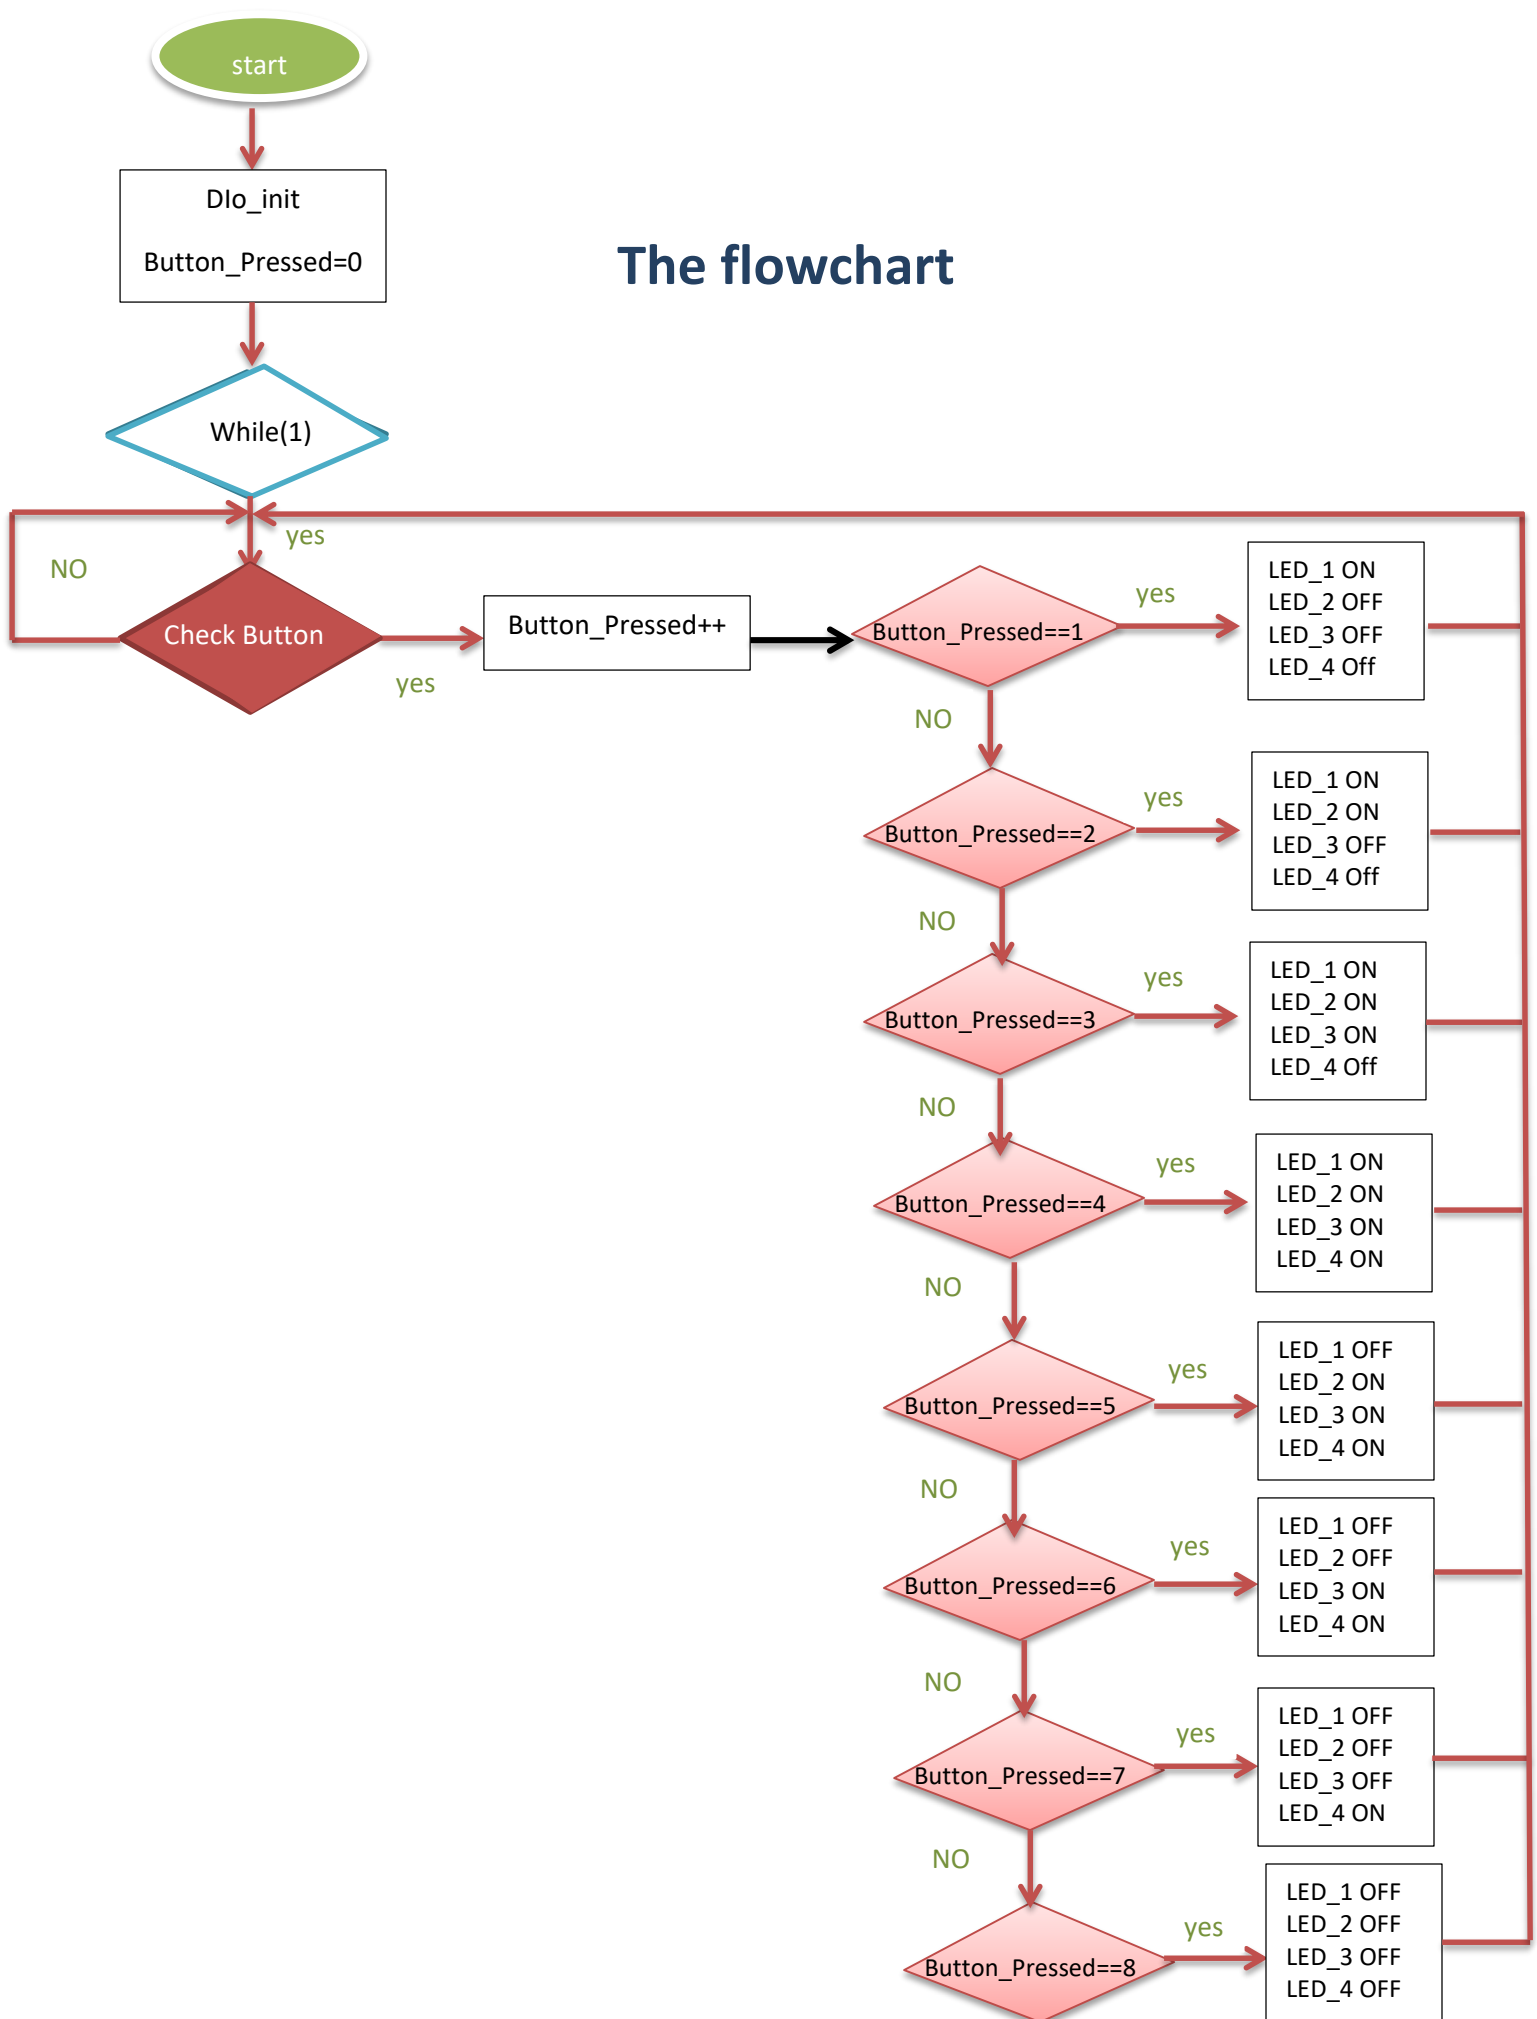 start
DIo_init
Button_Pressed=0
The flowchart
While(1)
yes
NO
Check Button
yes
Button_Pressed++
Button_Pressed==1
yes
LED_1 ON
LED_2 OFF
LED_3 OFF
LED_4 Off
NO
Button_Pressed==2
yes
LED_1 ON
LED_2 ON
LED_3 OFF
LED_4 Off
NO
Button_Pressed==3
yes
LED_1 ON
LED_2 ON
LED_3 ON
LED_4 Off
NO
Button_Pressed==4
yes
LED_1 ON
LED_2 ON
LED_3 ON
LED_4 ON
NO
Button_Pressed==5
yes
LED_1 OFF
LED_2 ON
LED_3 ON
LED_4 ON
NO
Button_Pressed==6
yes
LED_1 OFF
LED_2 OFF
LED_3 ON
LED_4 ON
NO
Button_Pressed==7
yes
LED_1 OFF
LED_2 OFF
LED_3 OFF
LED_4 ON
NO
Button_Pressed==8
yes
LED_1 OFF
LED_2 OFF
LED_3 OFF
LED_4 OFF